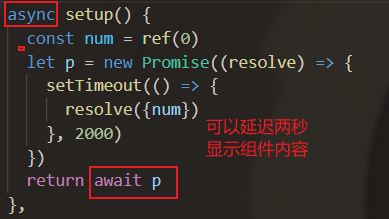 async setup() {
const num = ref(0)
let p = new Promise((resolve) => {
setTimeout(() => {
resolve({num})
}, 2000)
})
return await p
},
可以延迟两秒
显示组件内容